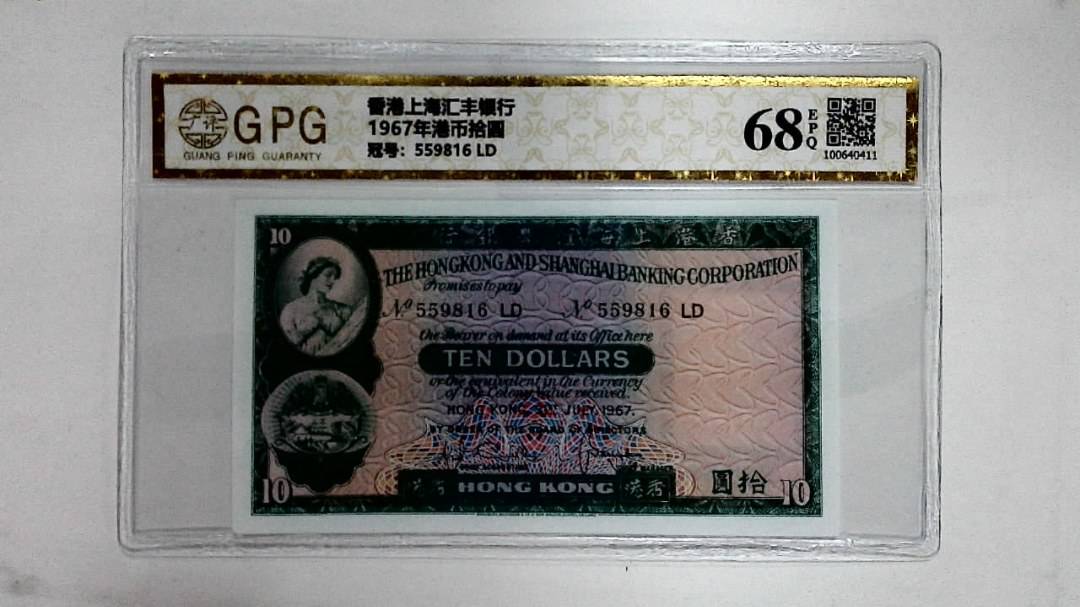 GPG
GUANG PING GUARANTY
香港上海汇丰银行
1967年港币拾圆
冠号：559816 LD
68
EPQ
100640411
10
THE HONGKONG AND SHANGHAI BANKING CORPORATION
Promises to pay
Nº 559816 LD Nº 559816 LD
the Bearer on demand at its Office here
TEN DOLLARS
or the equivalent in the Currency
of the Colony Value received.
HONG KONG JULY 1967.
BY ORDER OF THE BOARD OF DIRECTORS
10 HONG KONG 圓拾 10